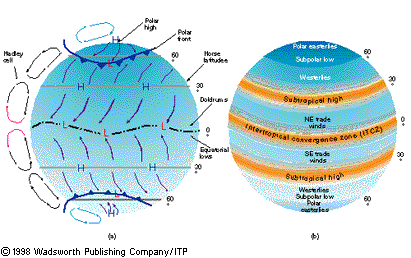 Hadley
cell
Polar
high
Polar
front
H
L
60
Horse
latitudes
H
H
30
Doldrums
L
L
L
0
Equatorial
lows
H
H
30
L
L
60
H
(a)
Polar easterlies
Subpolar low
60
Westerlies
Subtropical high
30
NE trade
winds
Intertropical convergence zone (ITCZ)
0
SE trade
winds
Subtropical high
30
Westerlies
Subpolar low
Polar
easterlies
60
(b)
© 1998 Wadsworth Publishing Company/ITP